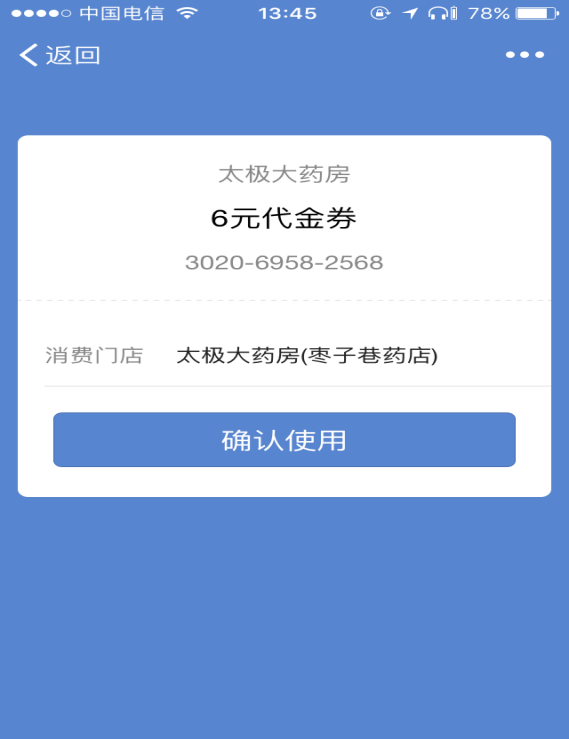 中国电信 13:45 78%
返回
太极大药房
6元代金券
3020-6958-2568
消费门店 太极大药房(枣子巷药店)
确认使用